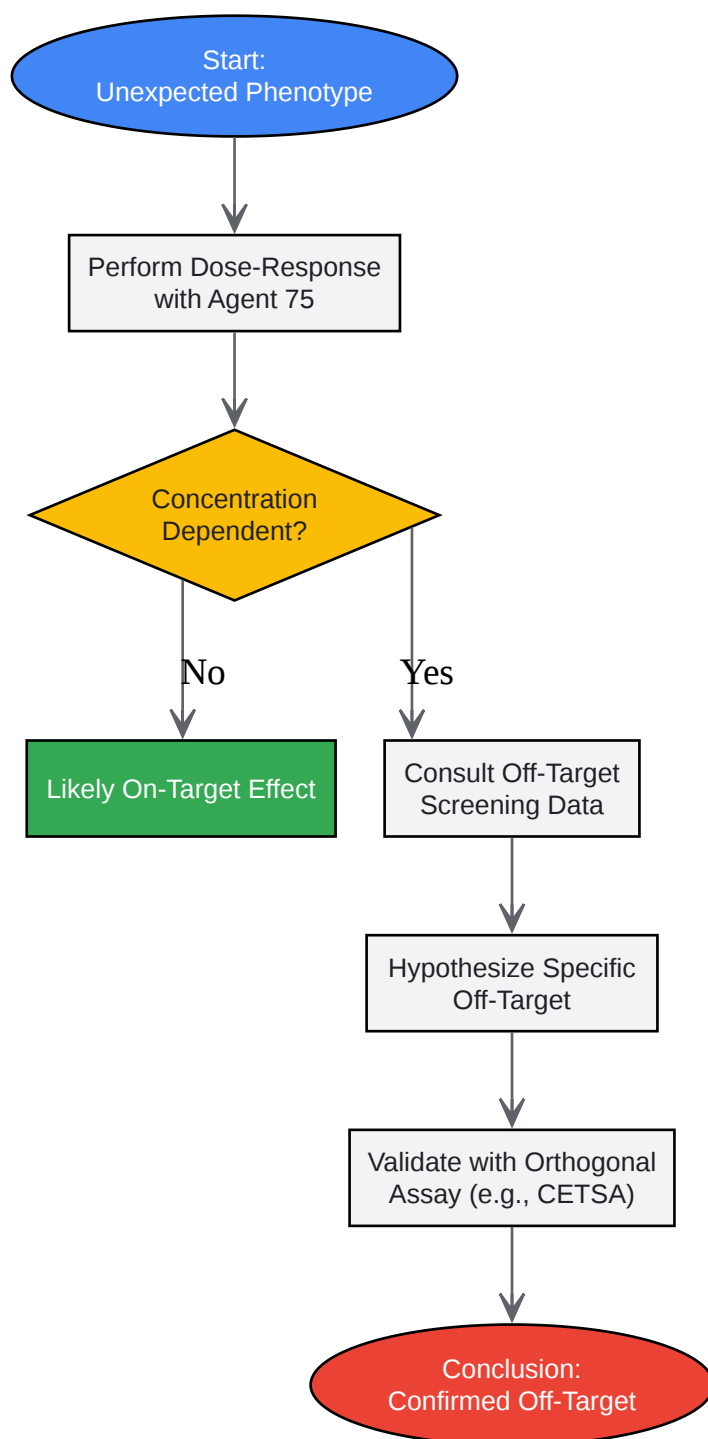 Start:
Unexpected Phenotype
Perform Dose-Response
with Agent 75
Concentration
Dependent?
No
Yes
Likely On-Target Effect
Consult Off-Target
Screening Data
Hypothesize Specific
Off-Target
Validate with Orthogonal
Assay (e.g., CETSA)
Conclusion:
Confirmed Off-Target